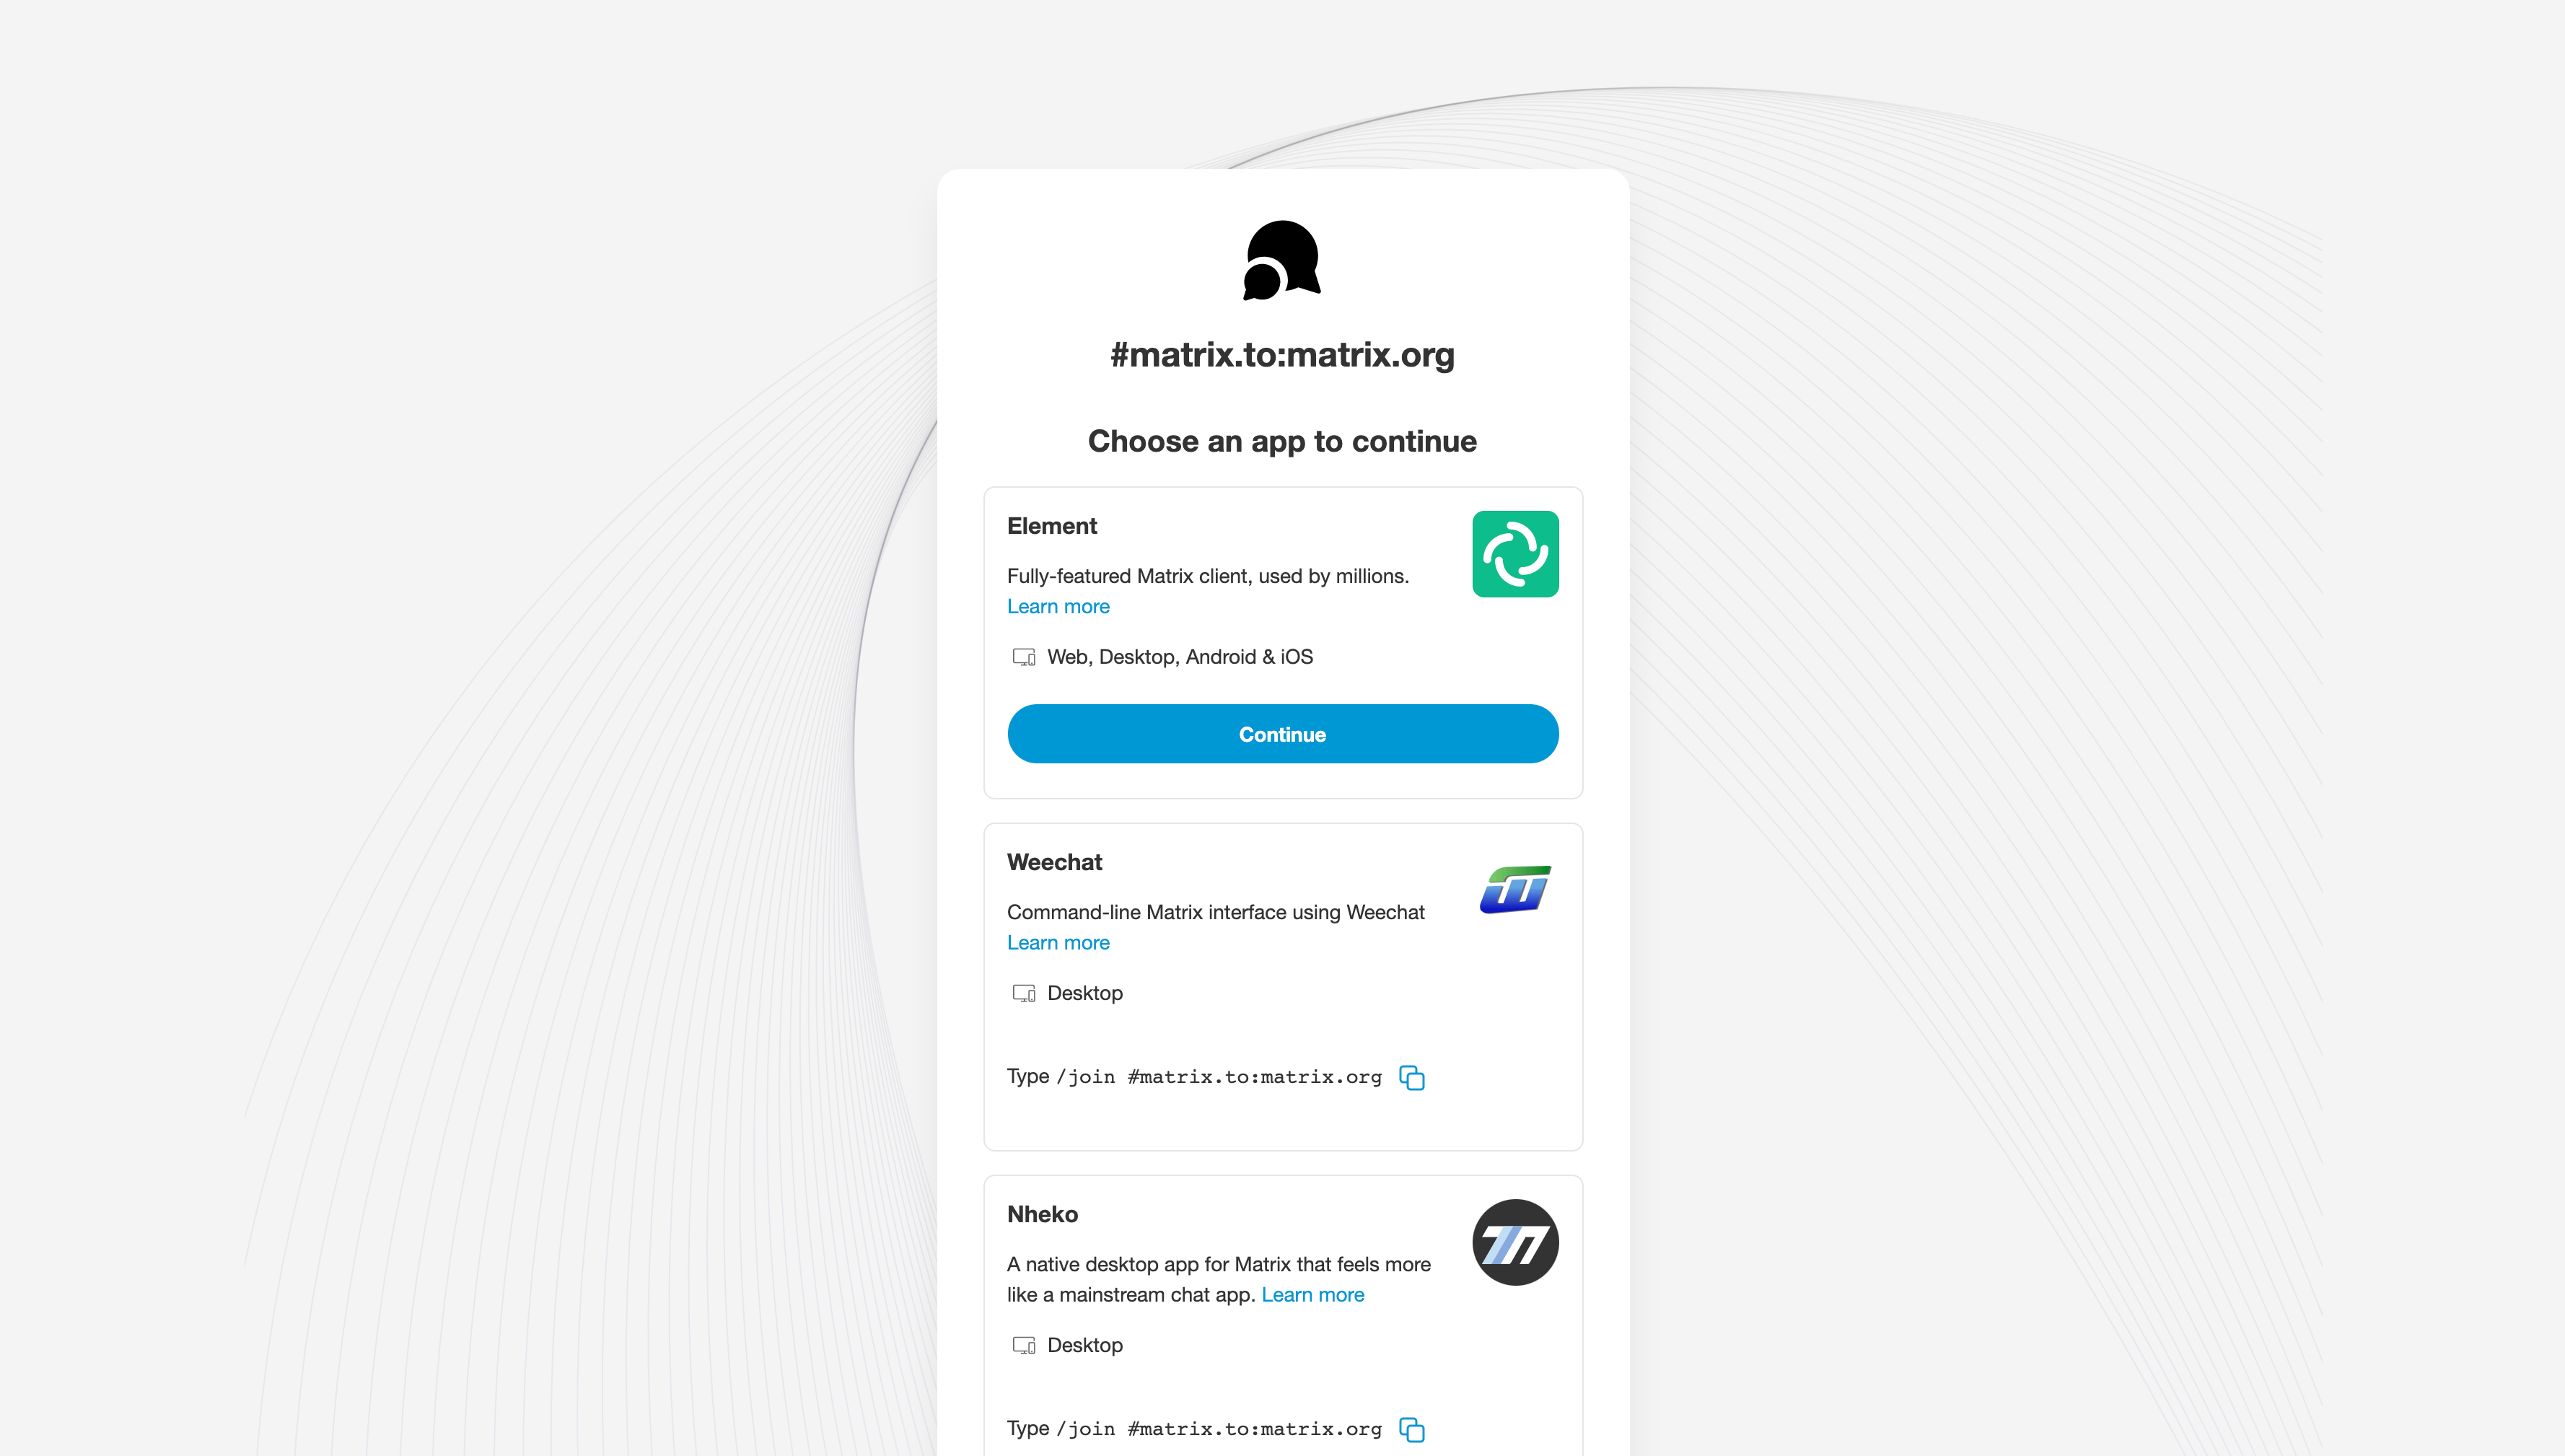 #matrix.to:matrix.org
Choose an app to continue
Element
Fully-featured Matrix client, used by millions.
Learn more
Web, Desktop, Android & iOS
Continue
Weechat
Command-line Matrix interface using Weechat
Learn more
Desktop
Type /join #matrix.to:matrix.org
Nheko
A native desktop app for Matrix that feels more
like a mainstream chat app. Learn more
Desktop
Type /join #matrix.to:matrix.org